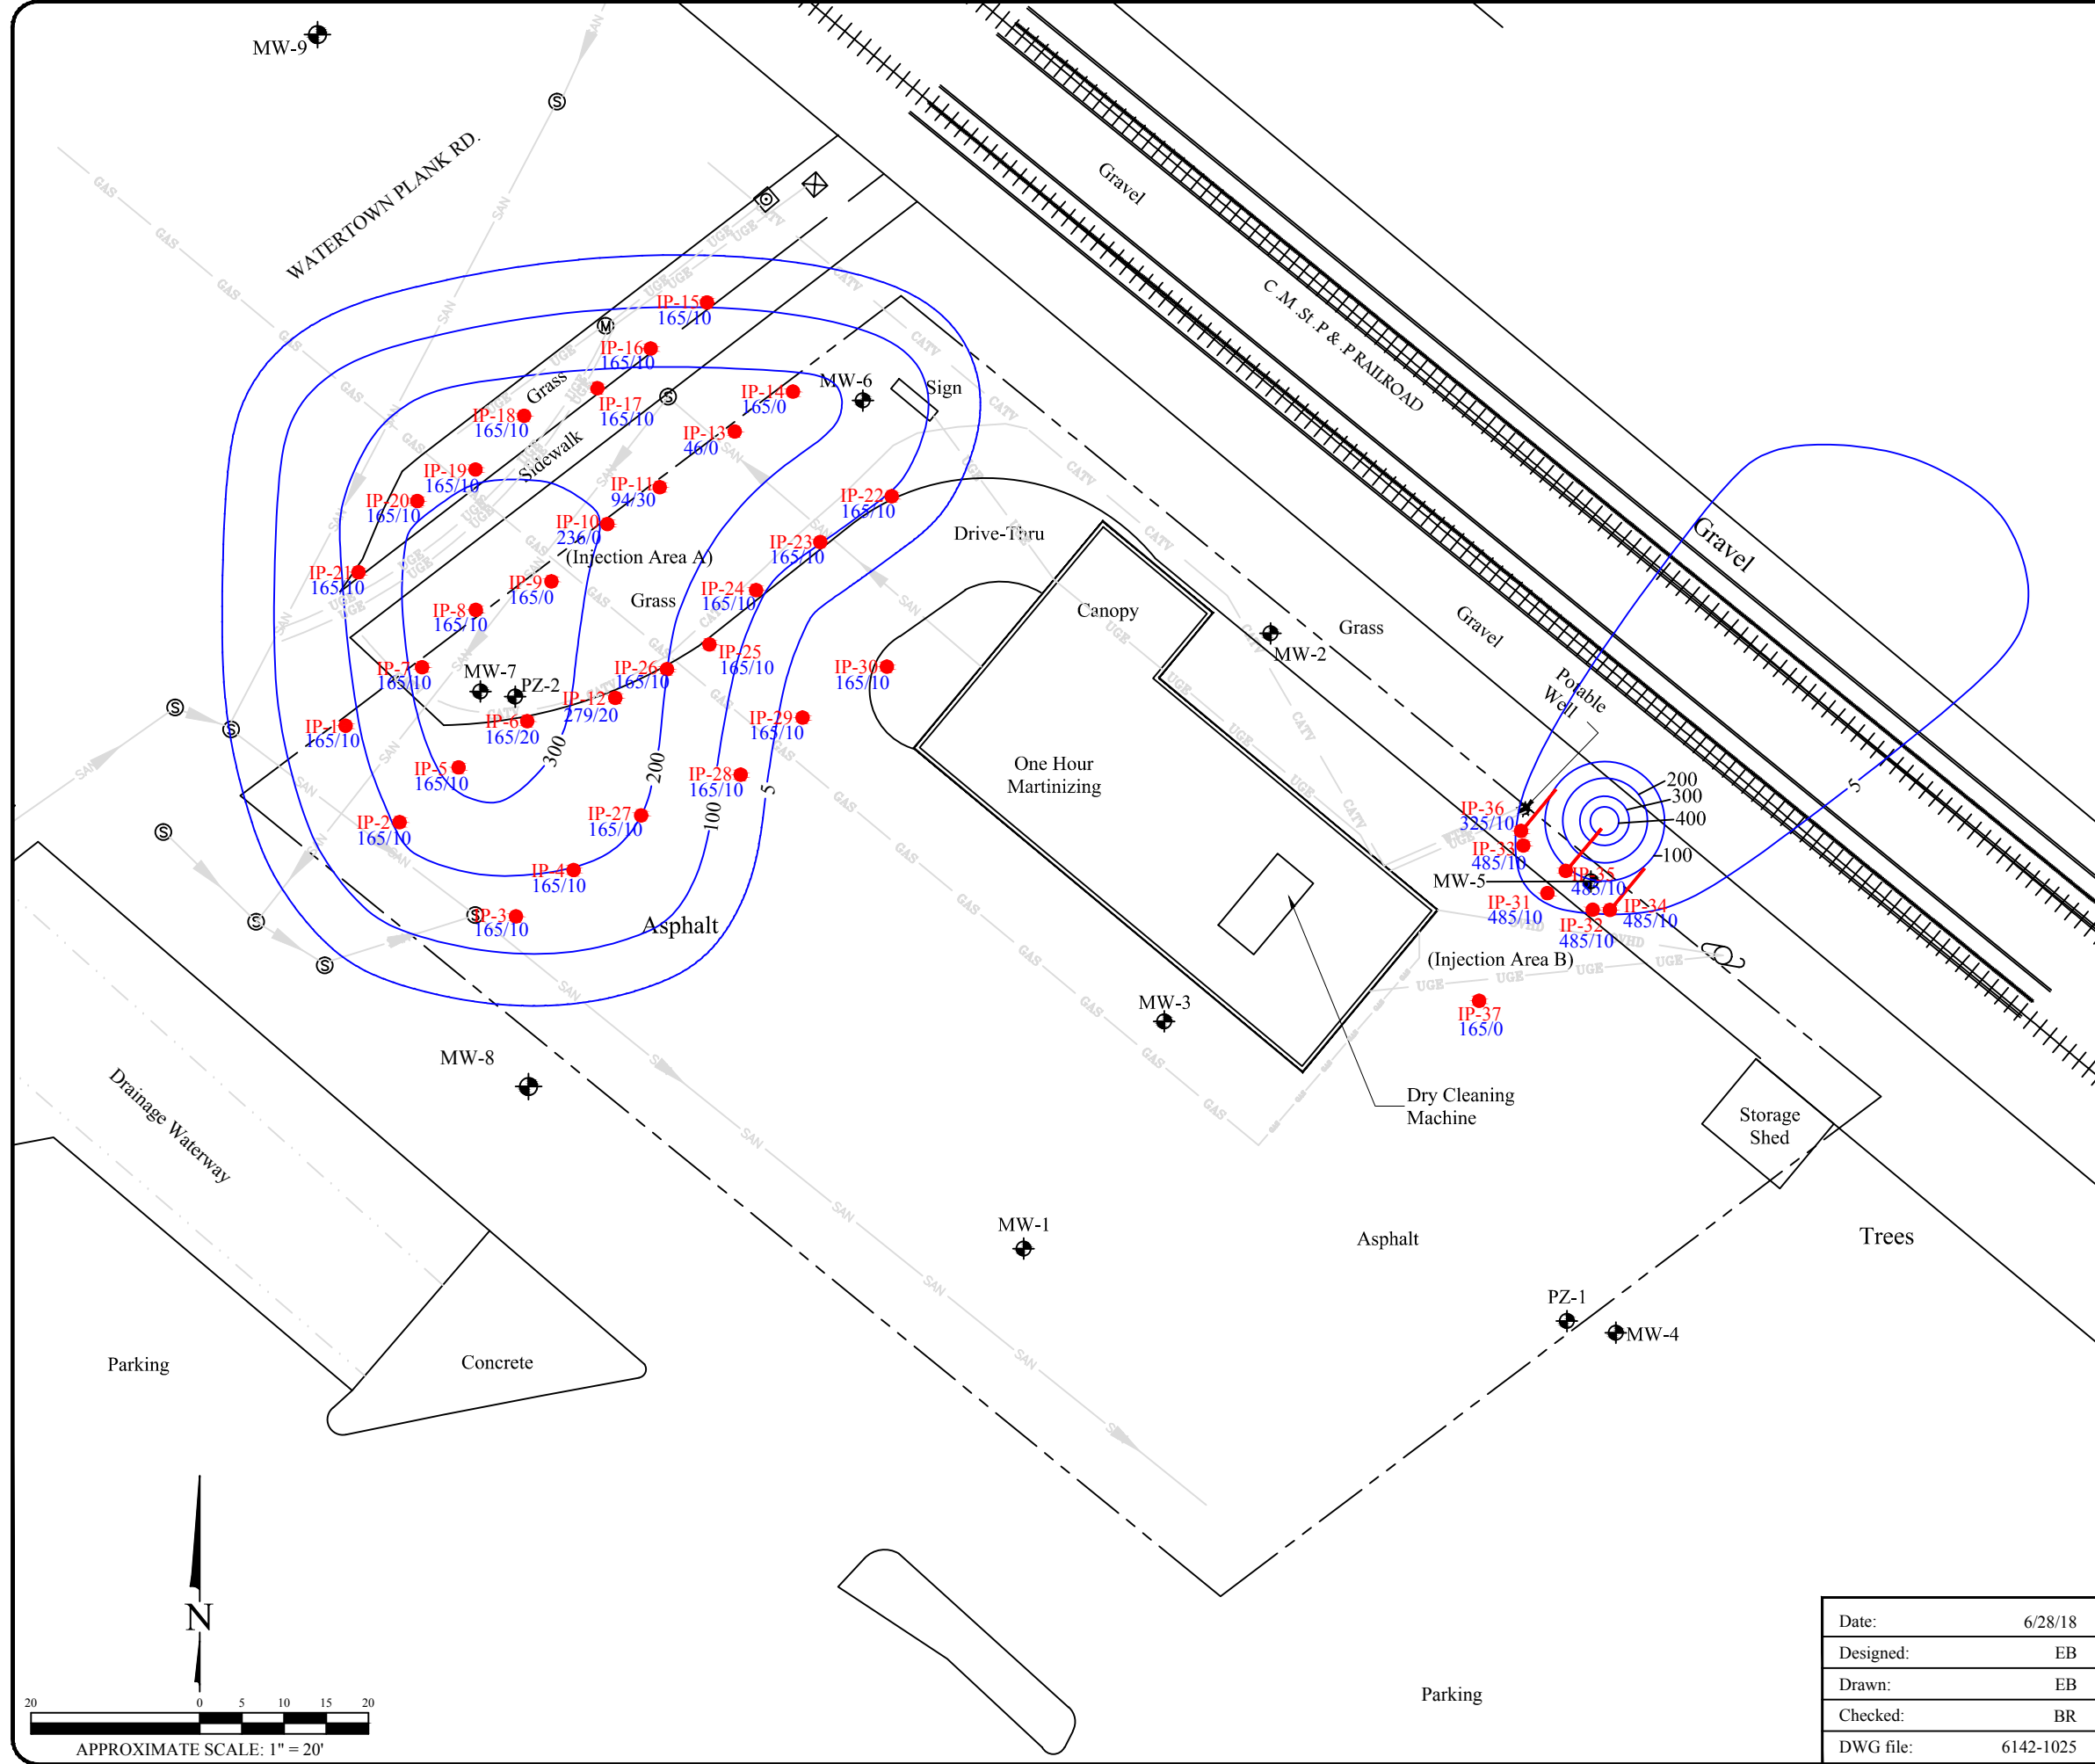 MW-9
WATERTOWN PLANK RD.
GAS
SAN
UGE
CATV
Gravel
C.M.St.P.&.P.RAILROAD
IP-15
165/10
M
IP-16
165/10
Grass
IP-17
165/10
IP-18
165/10
S
IP-14
165/0
MW-6
Sign
IP-13
46/0
Sidewalk
IP-19
165/10
IP-20
165/10
IP-11
94/30
IP-10
236/0
(Injection Area A)
IP-22
165/10
IP-23
165/10
Drive-Thru
IP-21
165/10
IP-9
165/0
IP-24
165/10
Grass
IP-8
165/10
IP-25
165/10
IP-26
165/10
IP-7
165/10
MW-7
PZ-2
IP-12
279/20
IP-6
165/20
IP-1
165/10
IP-30
165/10
IP-29
165/10
IP-5
165/10
300
200
100
5
IP-28
165/10
IP-27
165/10
IP-2
165/10
IP-4
165/10
IP-3
165/10
Asphalt
Canopy
One Hour
Martinizing
MW-2
Grass
Gravel
Gravel
Potable
Well
200
300
400
100
5
IP-36
325/10
IP-33
485/10
MW-5
IP-35
485/10
IP-31
485/10
IP-32
485/10
IP-34
485/10
OVHD
(Injection Area B)
UGE
UGE
UGE
IP-37
165/0
MW-3
MW-8
Dry Cleaning
Machine
Storage
Shed
Drainage Waterway
MW-1
Asphalt
Trees
PZ-1
MW-4
Parking
Concrete
Parking
N
20 0 5 10 15 20
APPROXIMATE SCALE: 1" = 20'
Date: 6/28/18
Designed: EB
Drawn: EB
Checked: BR
DWG file: 6142-1025